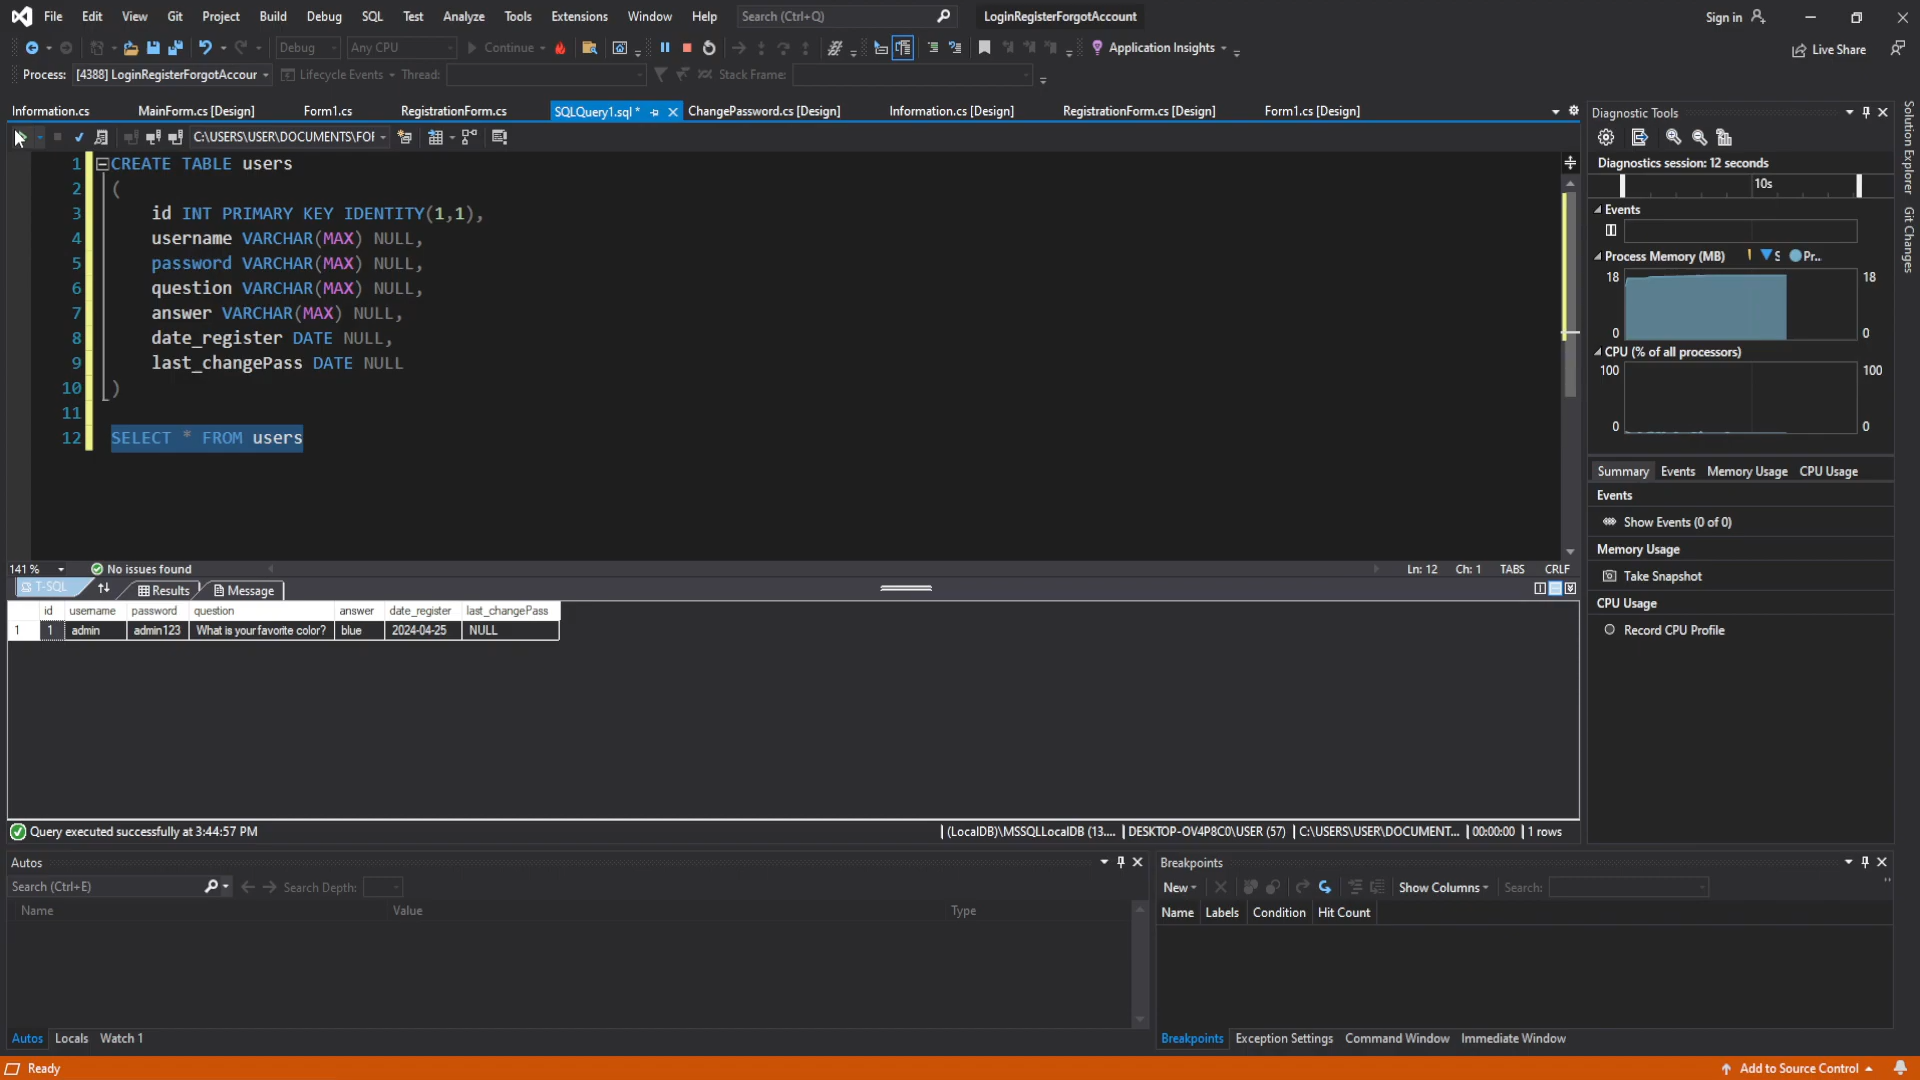 File Edit View Git Project Build Debug SQL Test Analyze Tools Extensions Window Help Search (Ctrl+Q) LoginRegisterForgotAccount Sign in
Debug Any CPU Continue Application Insights Live Share
Process: [4388] LoginRegisterForgotAccour Lifecycle Events Thread: Stack Frame:
Information.cs MainForm.cs [Design] Form1.cs RegistrationForm.cs SQLQuery1.sql * ChangePassword.cs [Design] Information.cs [Design] RegistrationForm.cs [Design] Form1.cs [Design]
C:\USERS\USER\DOCUMENTS\FOF
1 CREATE TABLE users
2 (
3 id INT PRIMARY KEY IDENTITY(1,1),
4 username VARCHAR(MAX) NULL,
5 password VARCHAR(MAX) NULL,
6 question VARCHAR(MAX) NULL,
7 answer VARCHAR(MAX) NULL,
8 date_register DATE NULL,
9 last_changePass DATE NULL
10 )
11
12 SELECT * FROM users
141 % No issues found Ln: 12 Ch: 1 TABS CRLF
T-SQL Results Message
id username password question answer date_register last_changePass
1 1 admin admin123 What is your favorite color? blue 2024-04-25 NULL
Query executed successfully at 3:44:57 PM (LocalDB)\MSSQLLocalDB (13.... DESKTOP-OV4P8C0\USER (57) C:\USERS\USER\DOCUMENT... 00:00:00 1 rows
Diagnostic Tools
Diagnostics session: 12 seconds
10s
Events
Process Memory (MB) S Pr...
18 18
0 0
CPU (% of all processors)
100 100
0 0
Summary Events Memory Usage CPU Usage
Events
Show Events (0 of 0)
Memory Usage
Take Snapshot
CPU Usage
Record CPU Profile
Solution Explorer
Git Changes
Autos
Search (Ctrl+E) Search Depth:
Name Value Type
Autos Locals Watch 1
Breakpoints
New Show Columns Search:
Name Labels Condition Hit Count
Breakpoints Exception Settings Command Window Immediate Window
Ready Add to Source Control